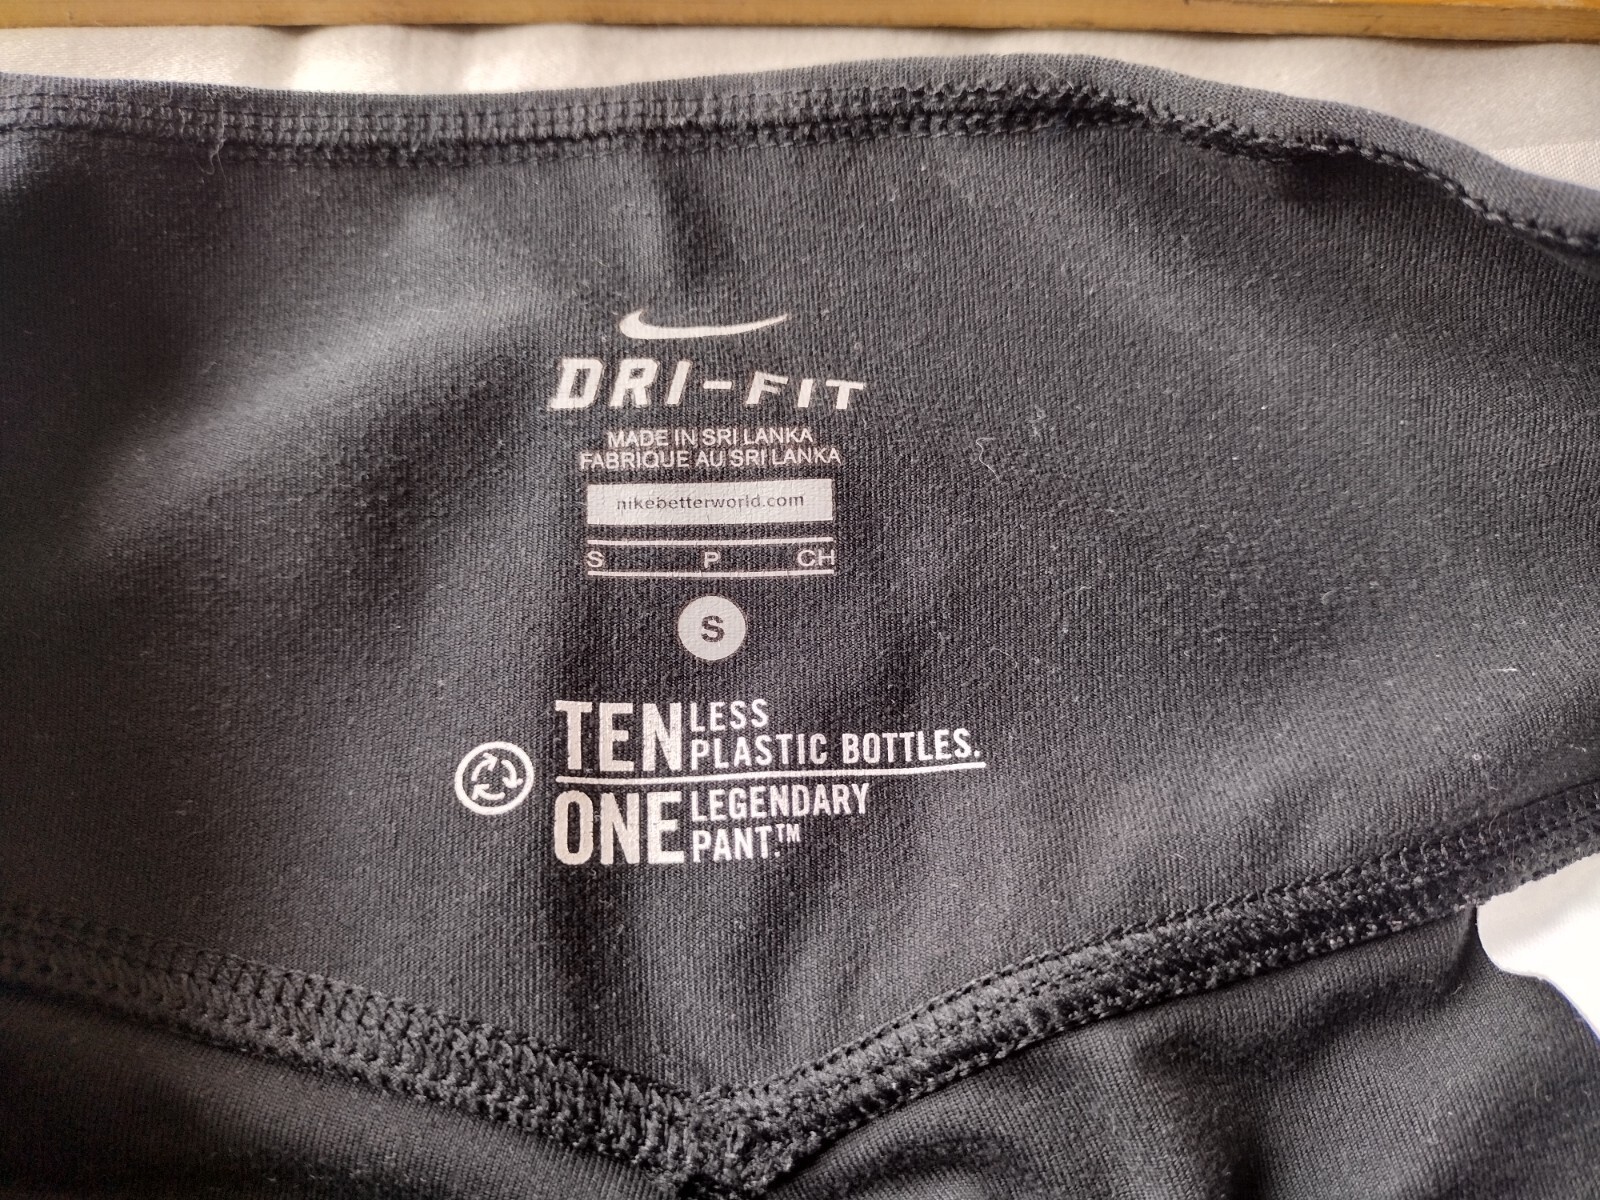 DRI-FIT
MADE IN SRI LANKA
FABRIQUE AU SRI LANKA
nikebetterworld.com
S P CH
S
TEN LESS
PLASTIC BOTTLES.
ONE LEGENDARY
PANT.™